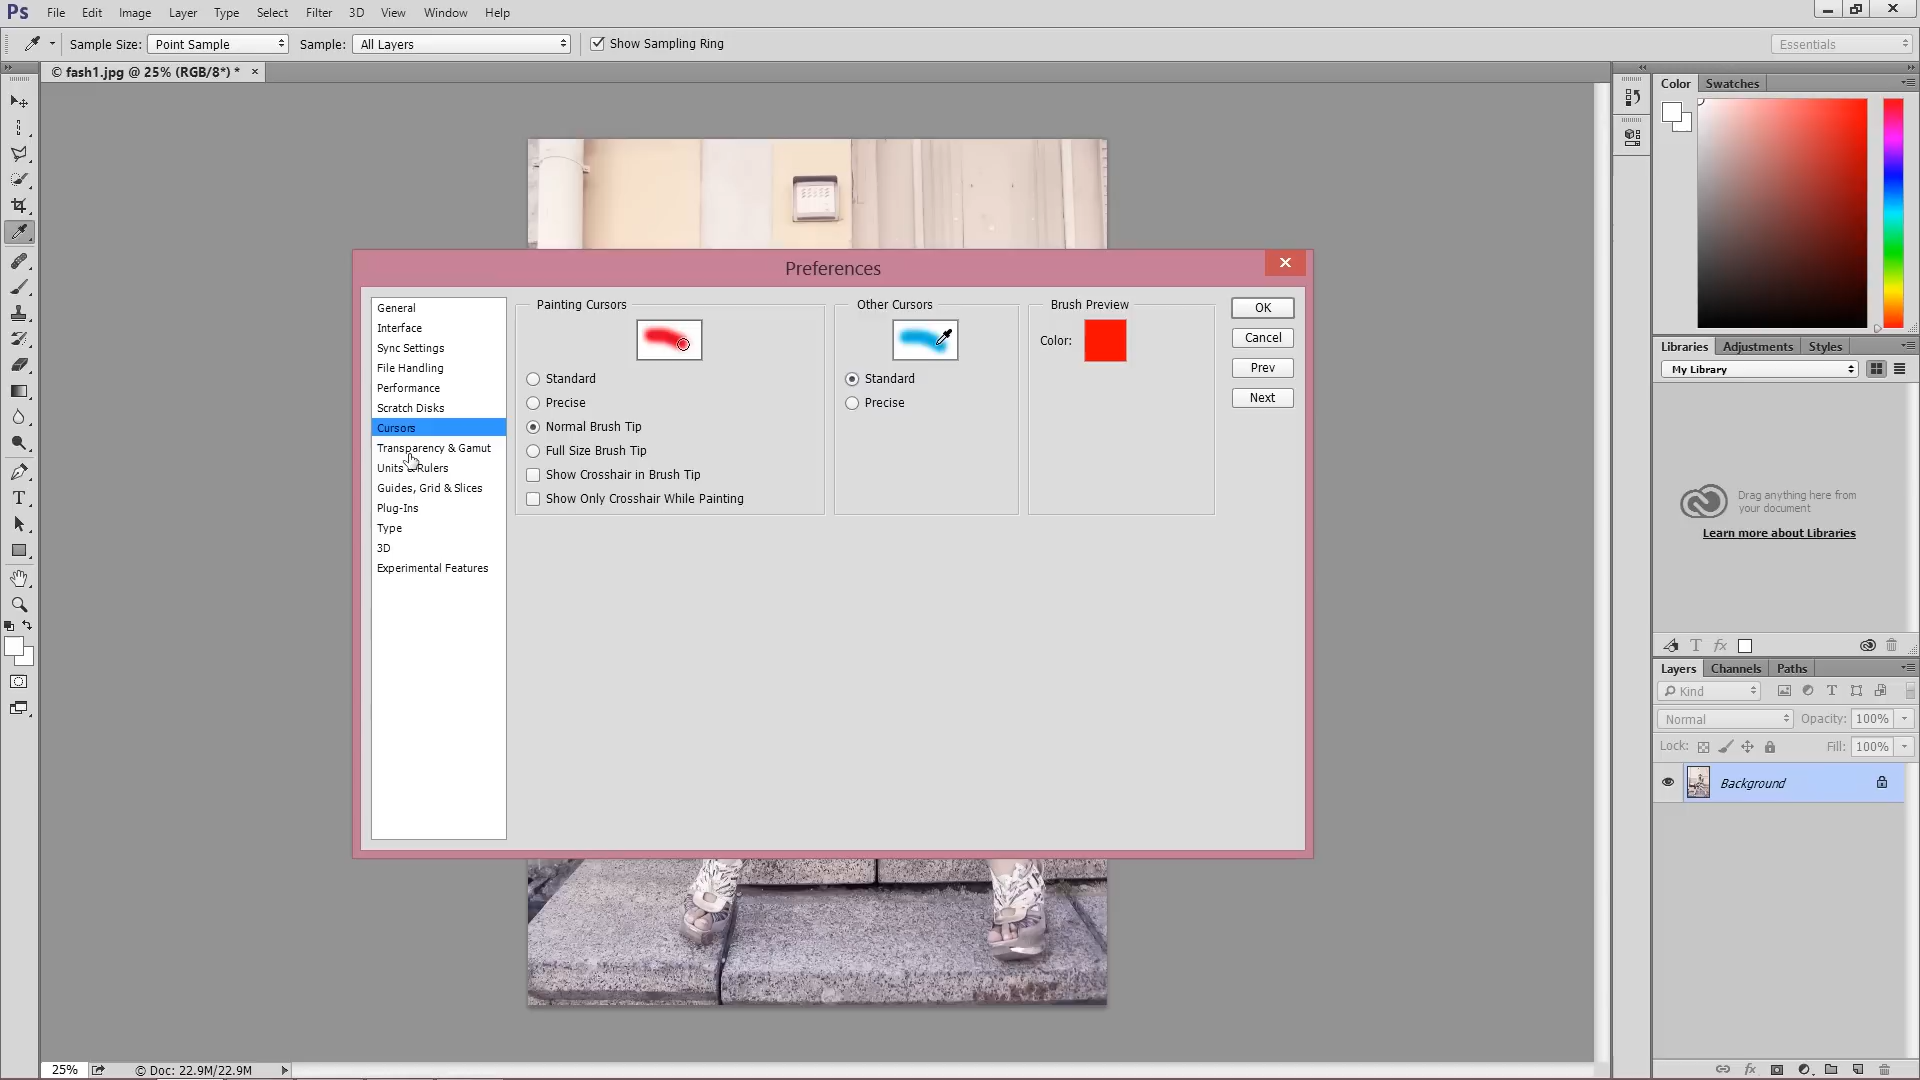 Ps File Edit Image Layer Type Select Filter 3D View Window Help
Sample Size: Point Sample Sample: All Layers Show Sampling Ring Essentials
© fash1.jpg @ 25% (RGB/8*) * ×
Color Swatches
Preferences
General
Interface
Sync Settings
File Handling
Performance
Scratch Disks
Cursors
Transparency & Gamut
Units & Rulers
Guides, Grid & Slices
Plug-Ins
Type
3D
Experimental Features
Painting Cursors
Standard
Precise
Normal Brush Tip
Full Size Brush Tip
Show Crosshair in Brush Tip
Show Only Crosshair While Painting
Other Cursors
Standard
Precise
Brush Preview
Color:
OK
Cancel
Prev
Next
Libraries Adjustments Styles
My Library
Drag anything here from
your document
Learn more about Libraries
Layers Channels Paths
Kind
Normal Opacity: 100%
Lock: Fill: 100%
Background
25% © Doc: 22.9M/22.9M